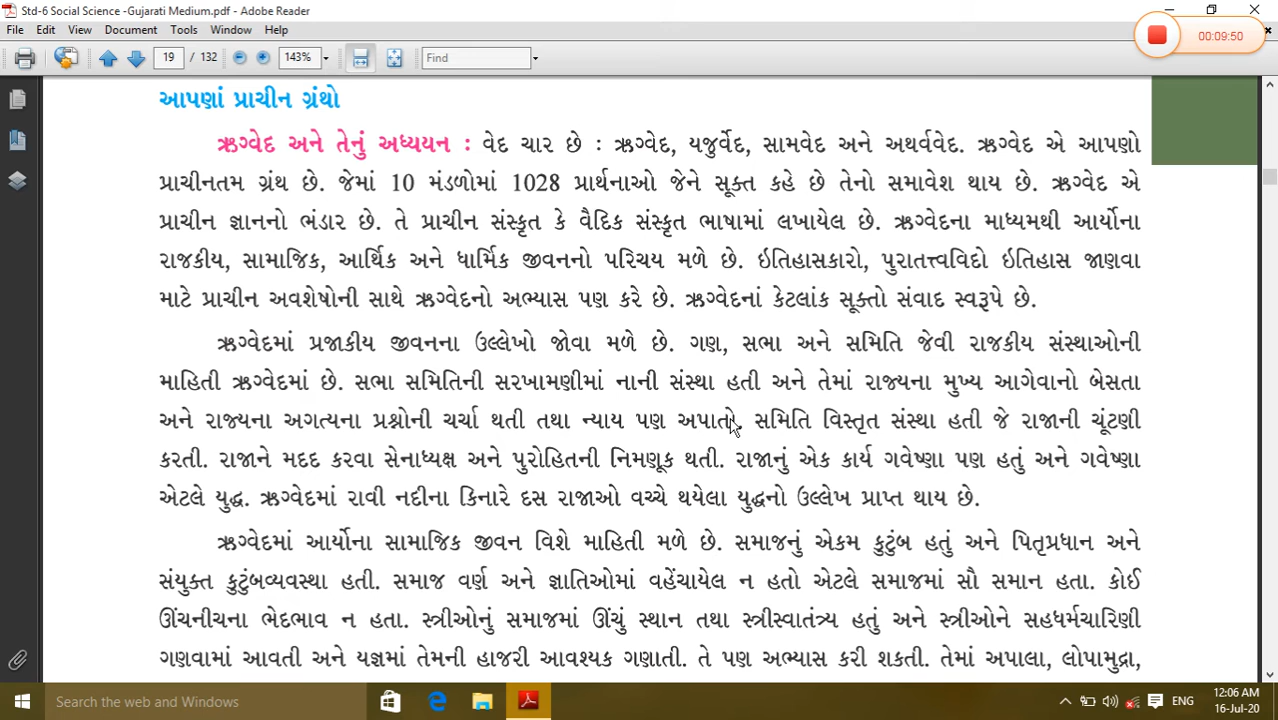 Std-6 Social Science -Gujarati Medium.pdf - Adobe Reader
File Edit View Document Tools Window Help
00:09:50
19 / 132 143% Find
આપણાં પ્રાચીન ગ્રંથો
ઋગ્વેદ અને તેનું અધ્યયન : વેદ ચાર છે : ઋગ્વેદ, યજુર્વેદ, સામવેદ અને અથર્વવેદ. ઋગ્વેદ એ આપણો
પ્રાચીનતમ ગ્રંથ છે. જેમાં 10 મંડળોમાં 1028 પ્રાર્થનાઓ જેને સૂક્ત કહે છે તેનો સમાવેશ થાય છે. ઋગ્વેદ એ
પ્રાચીન જ્ઞાનનો ભંડાર છે. તે પ્રાચીન સંસ્કૃત કે વૈદિક સંસ્કૃત ભાષામાં લખાયેલ છે. ઋગ્વેદના માધ્યમથી આર્યોના
રાજકીય, સામાજિક, આર્થિક અને ધાર્મિક જીવનનો પરિચય મળે છે. ઇતિહાસકારો, પુરાતત્ત્વવિદો ઇતિહાસ જાણવા
માટે પ્રાચીન અવશેષોની સાથે ઋગ્વેદનો અભ્યાસ પણ કરે છે. ઋગ્વેદનાં કેટલાંક સૂક્તો સંવાદ સ્વરૂપે છે.
ઋગ્વેદમાં પ્રજાકીય જીવનના ઉલ્લેખો જોવા મળે છે. ગણ, સભા અને સમિતિ જેવી રાજકીય સંસ્થાઓની
માહિતી ઋગ્વેદમાં છે. સભા સમિતિની સરખામણીમાં નાની સંસ્થા હતી અને તેમાં રાજ્યના મુખ્ય આગેવાનો બેસતા
અને રાજ્યના અગત્યના પ્રશ્નોની ચર્ચા થતી તથા ન્યાય પણ અપાતો. સમિતિ વિસ્તૃત સંસ્થા હતી જે રાજાની ચૂંટણી
કરતી. રાજાને મદદ કરવા સેનાધ્યક્ષ અને પુરોહિતની નિમણૂક થતી. રાજાનું એક કાર્ય ગવેષ્ણા પણ હતું અને ગવેષ્ણા
એટલે યુદ્ધ. ઋગ્વેદમાં રાવી નદીના કિનારે દસ રાજાઓ વચ્ચે થયેલા યુદ્ધનો ઉલ્લેખ પ્રાપ્ત થાય છે.
ઋગ્વેદમાં આર્યોના સામાજિક જીવન વિશે માહિતી મળે છે. સમાજનું એકમ કુટુંબ હતું અને પિતૃપ્રધાન અને
સંયુક્ત કુટુંબવ્યવસ્થા હતી. સમાજ વર્ણ અને જ્ઞાતિઓમાં વહેંચાયેલ ન હતો એટલે સમાજમાં સૌ સમાન હતા. કોઈ
ઊંચનીચના ભેદભાવ ન હતા. સ્ત્રીઓનું સમાજમાં ઊંચું સ્થાન તથા સ્ત્રીસ્વાતંત્ર્ય હતું અને સ્ત્રીઓને સહધર્મચારિણી
ગણવામાં આવતી અને યજ્ઞમાં તેમની હાજરી આવશ્યક ગણાતી. તે પણ અભ્યાસ કરી શકતી. તેમાં અપાલા, લોપામુદ્રા,
Search the web and Windows
ENG
12:06 AM
16-Jul-20